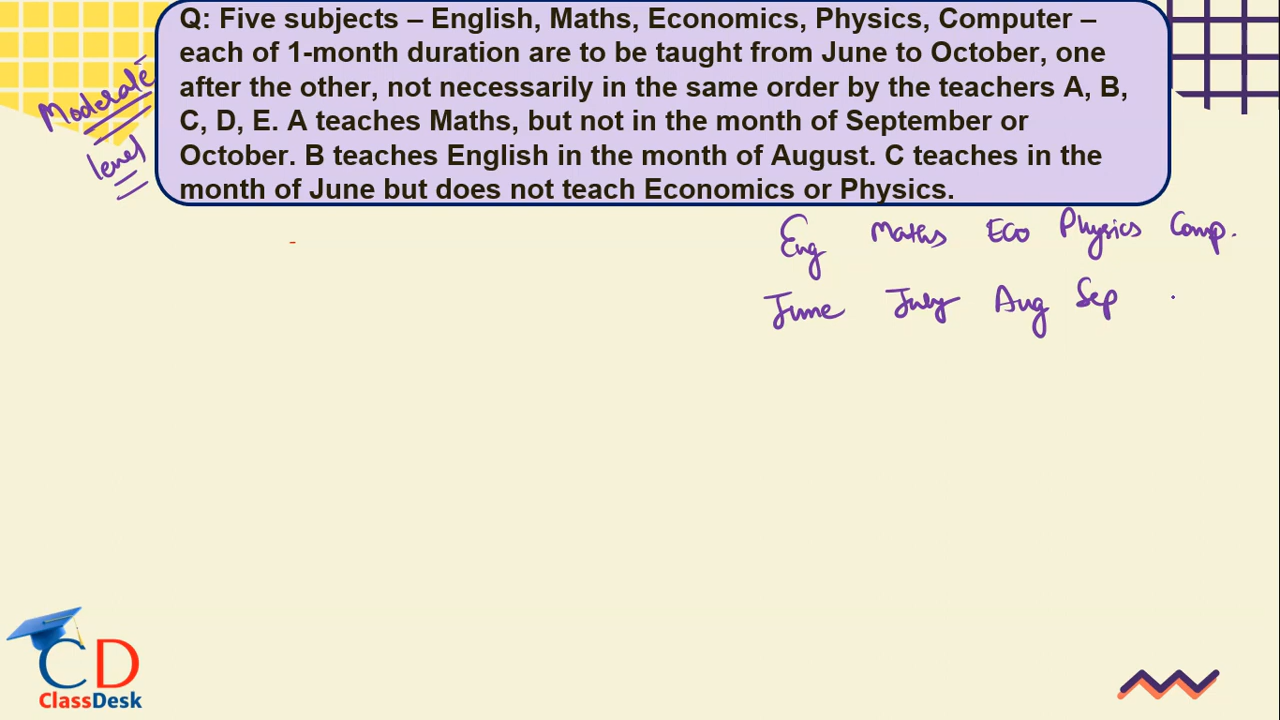 Q: Five subjects – English, Maths, Economics, Physics, Computer –
each of 1-month duration are to be taught from June to October, one
after the other, not necessarily in the same order by the teachers A, B,
C, D, E. A teaches Maths, but not in the month of September or
October. B teaches English in the month of August. C teaches in the
month of June but does not teach Economics or Physics.
Moderate
level
Eng Maths Eco Physics Comp.
June July Aug Sep
CD
ClassDesk